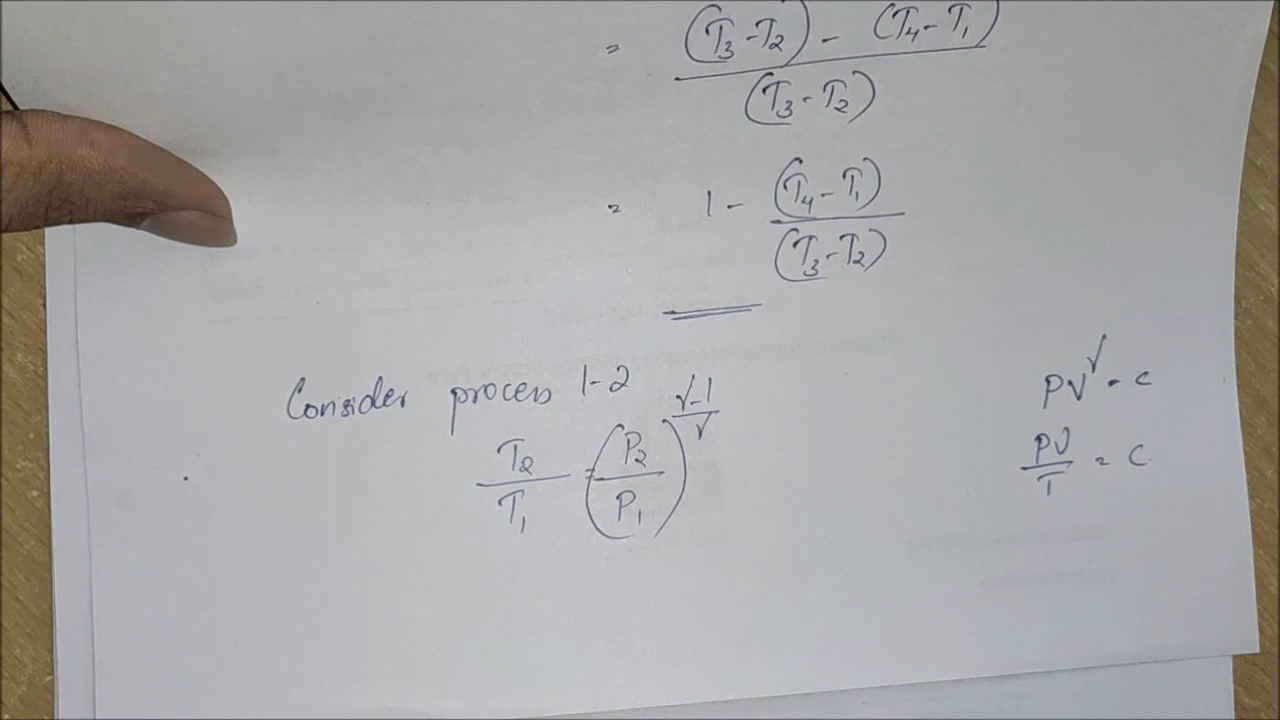 = (T₃ - T₂) - (T₄ - T₁) / (T₃ - T₂)
= 1 - (T₄ - T₁) / (T₃ - T₂)
Consider process 1-2
T₂ / T₁ = (P₂ / P₁)^((γ-1)/γ)
PV^γ = c
PV / T = C